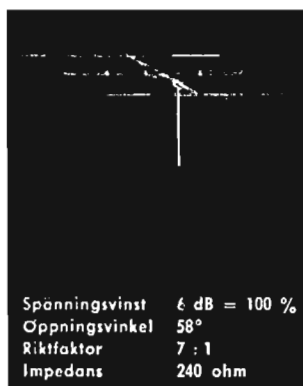 Spänningsvinst 6 dB = 100 %
Öppningsvinkel 58°
Riktfaktor 7 : 1
Impedans 240 ohm